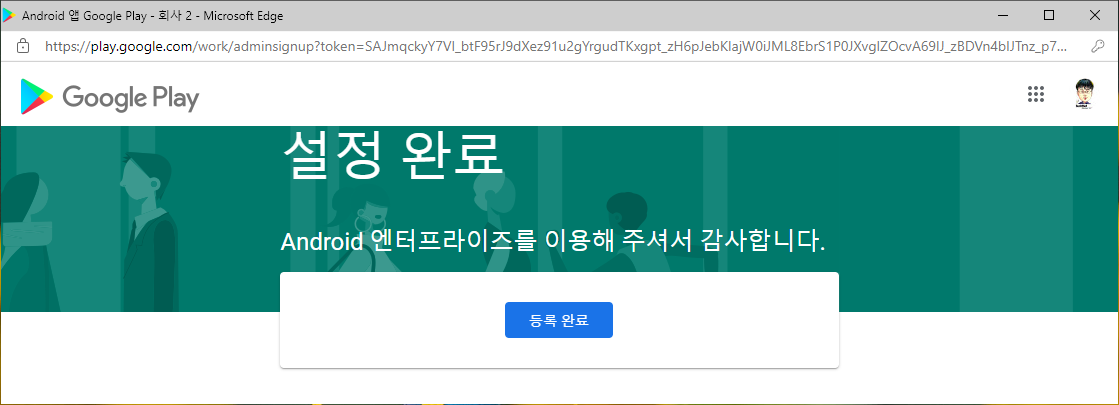 Android 앱 Google Play - 회사 2 - Microsoft Edge
https://play.google.com/work/adminsignup?token=SAJmqckyY7VI_btF95rJ9dXez91u2gYrgudTKxgpt_zH6pJebKlajW0iJML8EbrS1P0JXvgIZOcvA69IJ_zBDVn4bIJTnz_p7...
Google Play
설정 완료
Android 엔터프라이즈를 이용해 주셔서 감사합니다.
등록 완료